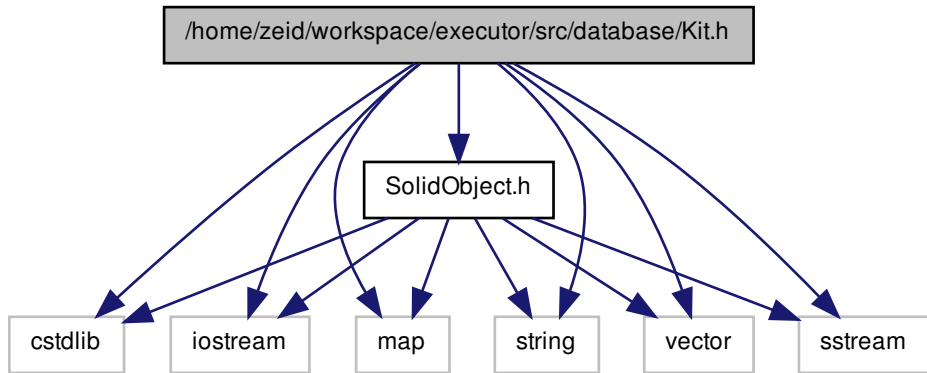 /home/zeid/workspace/executor/src/database/Kit.h
SolidObject.h
cstdlib
iostream
map
string
vector
sstream